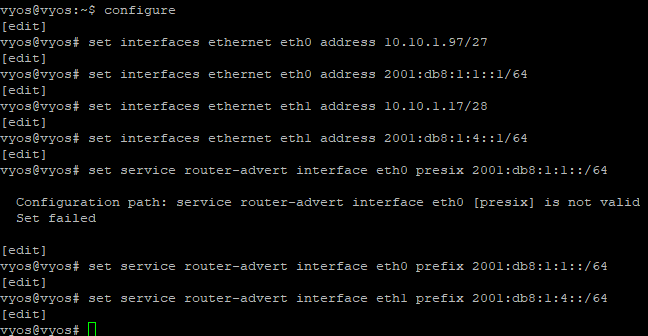 vyos@vyos:~$ configure
[edit]
vyos@vyos# set interfaces ethernet eth0 address 10.10.1.97/27
[edit]
vyos@vyos# set interfaces ethernet eth0 address 2001:db8:1:1::1/64
[edit]
vyos@vyos# set interfaces ethernet eth1 address 10.10.1.17/28
[edit]
vyos@vyos# set interfaces ethernet eth1 address 2001:db8:1:4::1/64
[edit]
vyos@vyos# set service router-advert interface eth0 presix 2001:db8:1:1::/64
Configuration path: service router-advert interface eth0 [presix] is not valid
Set failed
[edit]
vyos@vyos# set service router-advert interface eth0 prefix 2001:db8:1:1::/64
[edit]
vyos@vyos# set service router-advert interface eth1 prefix 2001:db8:1:4::/64
[edit]
vyos@vyos#